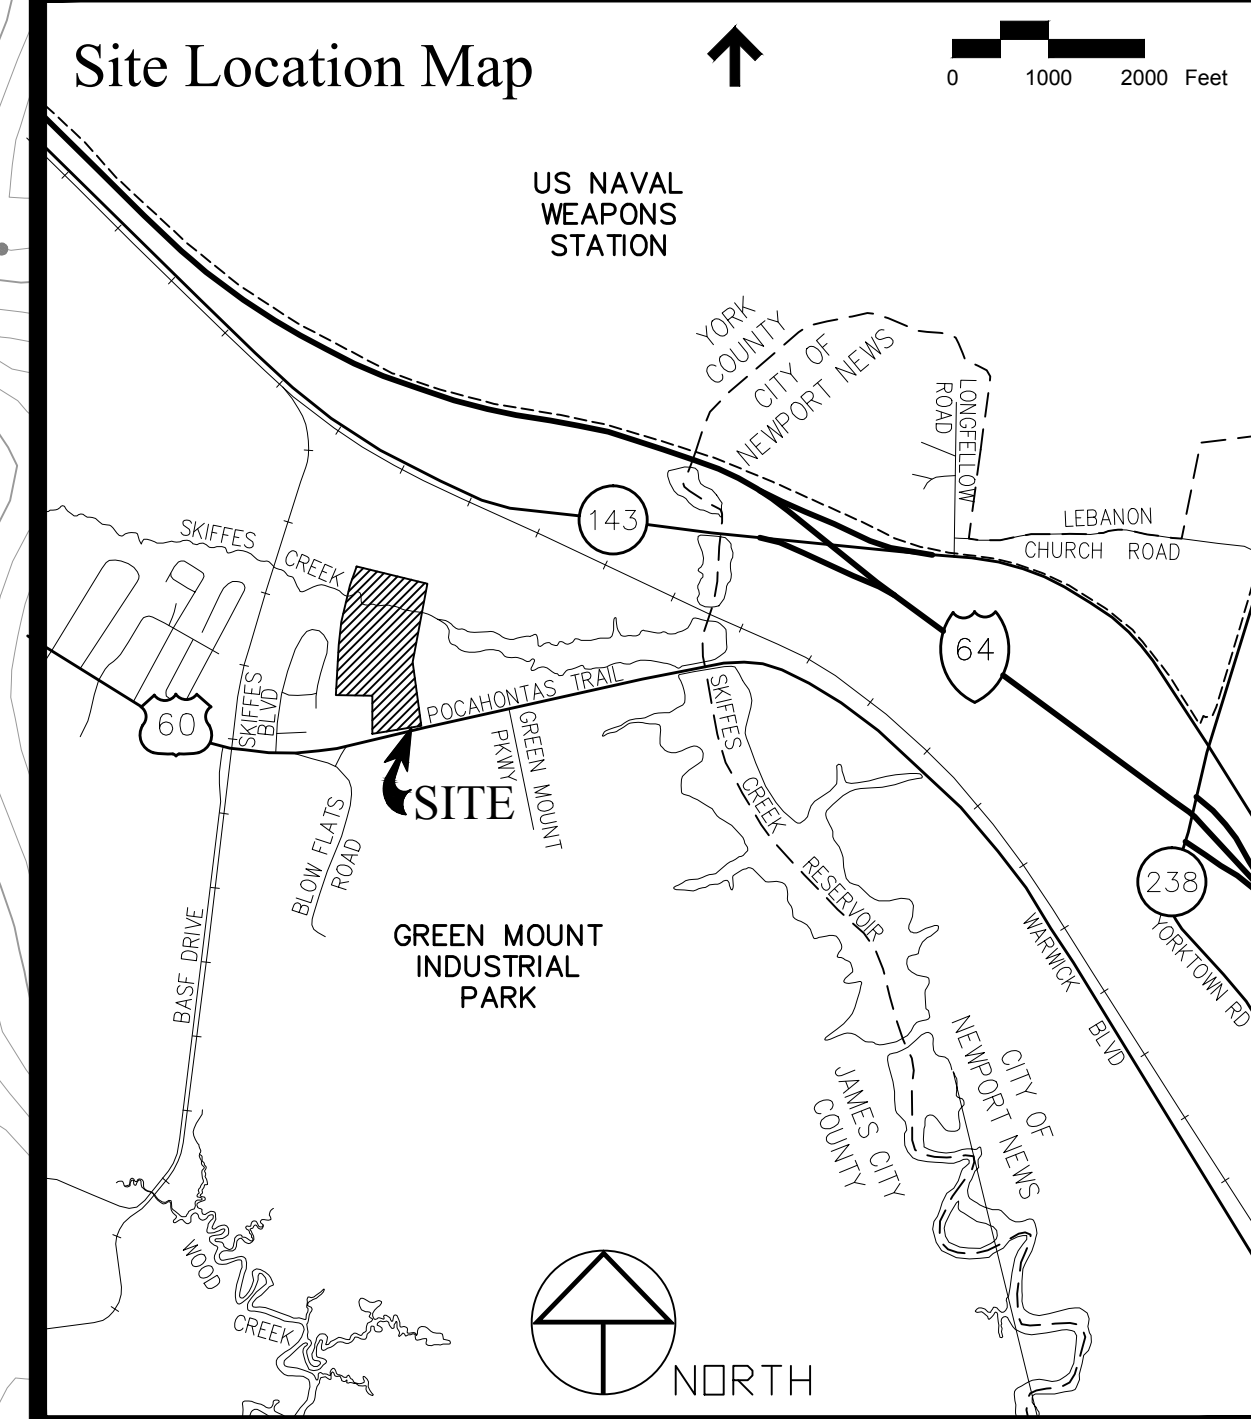 Site Location Map
0 1000 2000 Feet
US NAVAL
WEAPONS
STATION
YORK
COUNTY
CITY OF
NEWPORT NEWS
LONGFELLOW
ROAD
143
LEBANON
CHURCH ROAD
SKIFFES
CREEK
64
60
SKIFFES
BLVD
POCAHONTAS TRAIL
GREEN MOUNT
PKWY
SITE
SKIFFES
CREEK
RESERVOIR
BLOW FLATS
ROAD
238
YORKTOWN RD
WARWICK
BLVD
BASF DRIVE
GREEN MOUNT
INDUSTRIAL
PARK
CITY OF
NEWPORT NEWS
JAMES CITY
COUNTY
WOOD
CREEK
NORTH